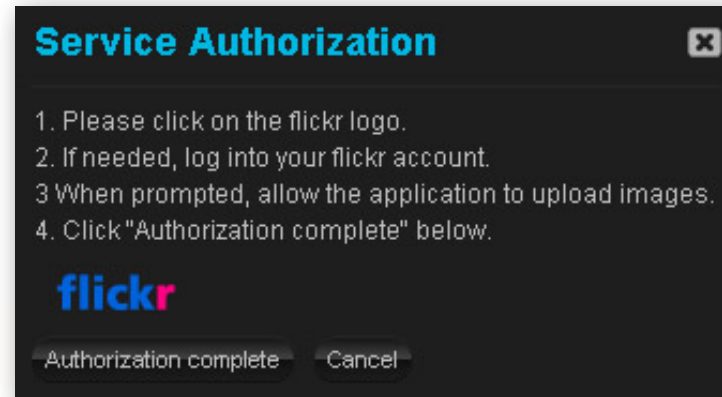 Service Authorization
1. Please click on the flickr logo.
2. If needed, log into your flickr account.
3 When prompted, allow the application to upload images.
4. Click "Authorization complete" below.
flickr
Authorization complete Cancel